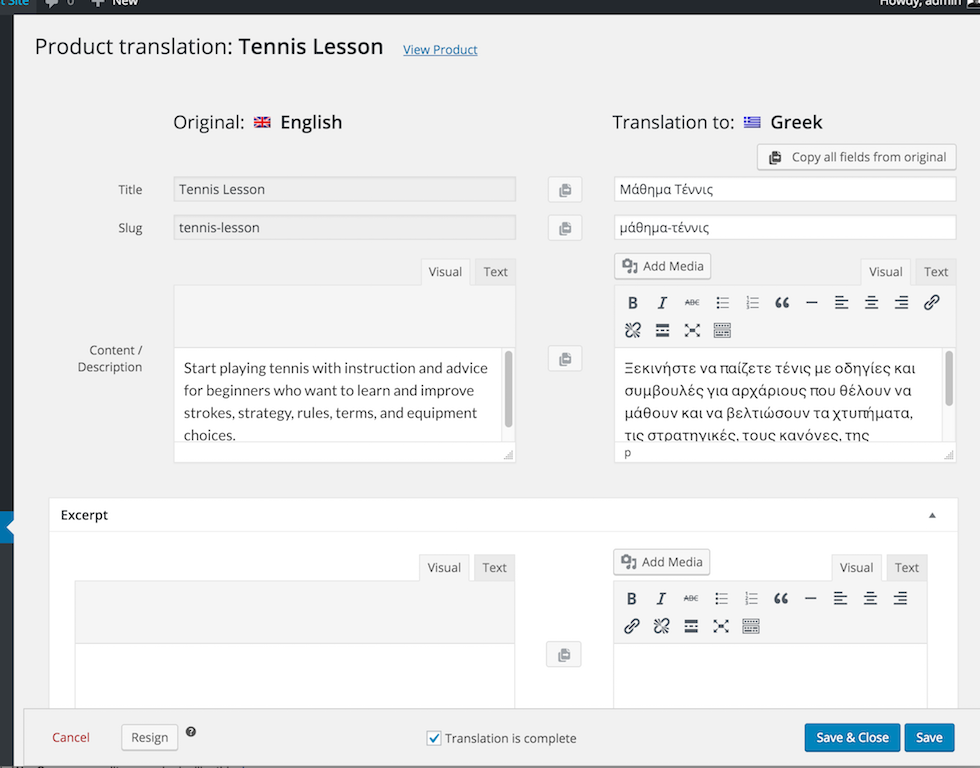 t Site 0 New Howdy, admin
Product translation: Tennis Lesson View Product
Original: English Translation to: Greek
Copy all fields from original
Title Tennis Lesson Μάθημα Τέννις
Slug tennis-lesson μάθημα-τέννις
Visual Text Add Media Visual Text
B I ABC
Content /
Description
Start playing tennis with instruction and advice
for beginners who want to learn and improve
strokes, strategy, rules, terms, and equipment
choices.
Ξεκινήστε να παίζετε τένις με οδηγίες και
συμβουλές για αρχάριους που θέλουν να
μάθουν και να βελτιώσουν τα χτυπήματα,
τις στρατηγικές, τους κανόνες, της
p
Excerpt
Visual Text Add Media Visual Text
B I ABC
Cancel Resign ? Translation is complete Save & Close Save